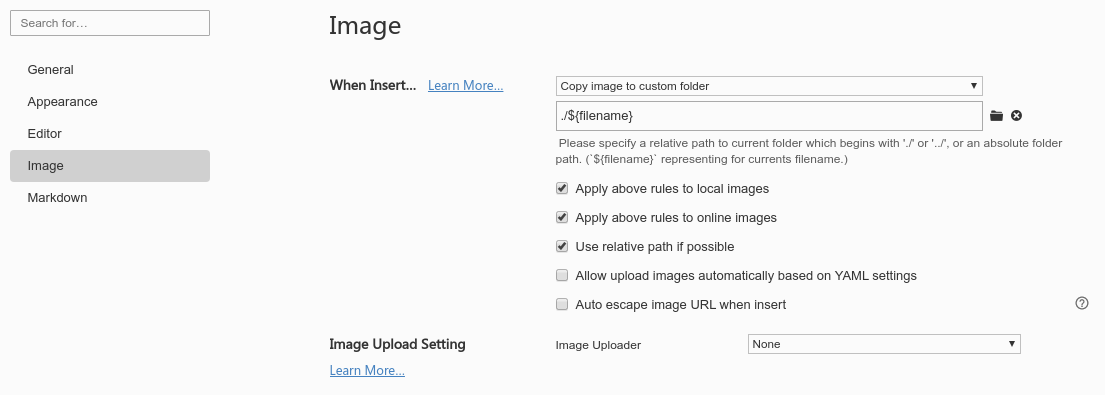 Search for…
General
Appearance
Editor
Image
Markdown
Image
When Insert... Learn More...
Copy image to custom folder
./${filename}
Please specify a relative path to current folder which begins with './' or '../', or an absolute folder
path. (`${filename}` representing for currents filename.)
Apply above rules to local images
Apply above rules to online images
Use relative path if possible
Allow upload images automatically based on YAML settings
Auto escape image URL when insert
Image Upload Setting
Image Uploader
None
Learn More...